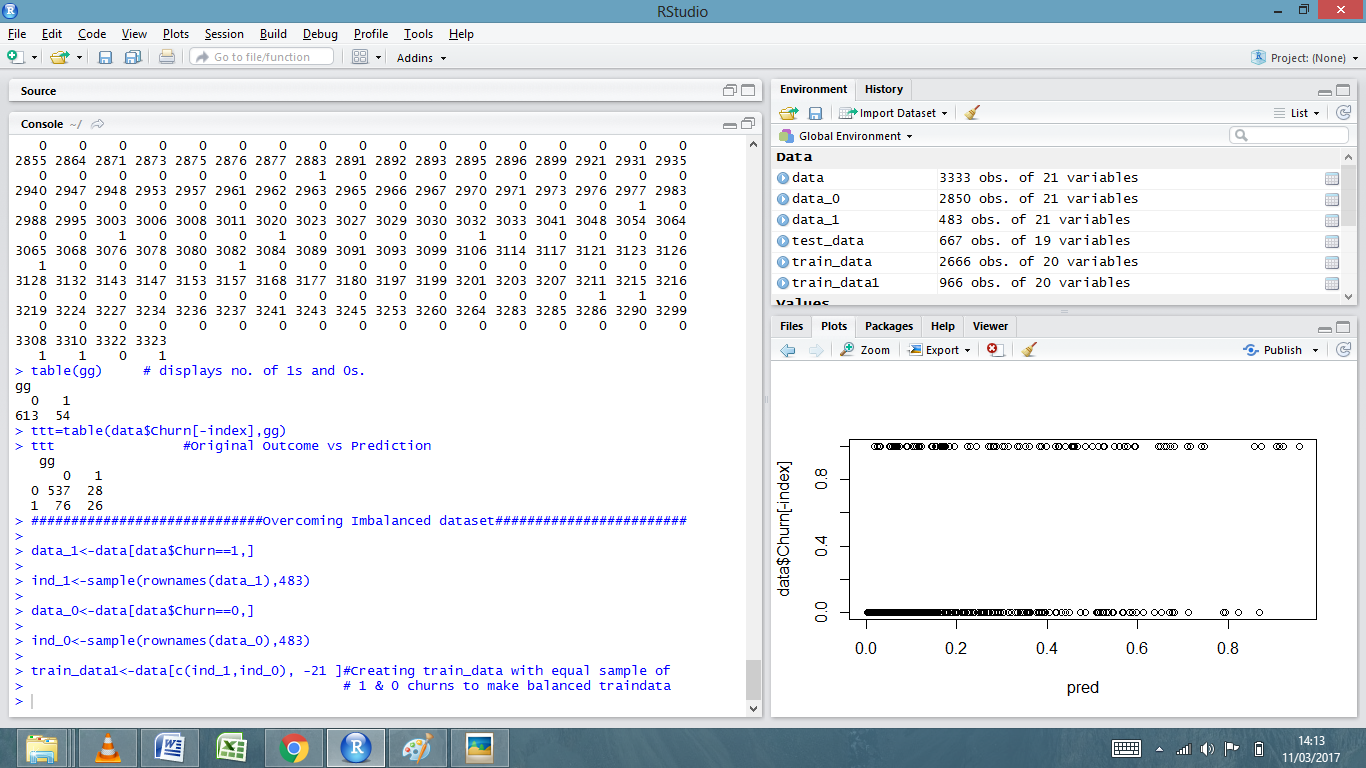 RStudio
File Edit Code View Plots Session Build Debug Profile Tools Help
Go to file/function Addins Project: (None)
Source
Console ~/
0 0 0 0 0 0 0 0 0 0 0 0 0 0 0 0 0
2855 2864 2871 2873 2875 2876 2877 2883 2891 2892 2893 2895 2896 2899 2921 2931 2935
0 0 0 0 0 0 0 1 0 0 0 0 0 0 0 0 0
2940 2947 2948 2953 2957 2961 2962 2963 2965 2966 2967 2970 2971 2973 2976 2977 2983
0 0 0 0 0 0 0 0 0 0 0 0 0 0 0 1 0
2988 2995 3003 3006 3008 3011 3020 3023 3027 3029 3030 3032 3033 3041 3048 3054 3064
0 0 1 0 0 0 1 0 0 0 0 1 0 0 0 0 0
3065 3068 3076 3078 3080 3082 3084 3089 3091 3093 3099 3106 3114 3117 3121 3123 3126
1 0 0 0 0 1 0 0 0 0 0 0 0 0 0 0 0
3128 3132 3143 3147 3153 3157 3168 3177 3180 3197 3199 3201 3203 3207 3211 3215 3216
0 0 0 0 0 0 0 0 0 0 0 0 0 0 1 1 0
3219 3224 3227 3234 3236 3237 3241 3243 3245 3253 3260 3264 3283 3285 3286 3290 3299
0 0 0 0 0 0 0 0 0 0 0 0 0 0 0 0 0
3308 3310 3322 3323
1 1 0 1
> table(gg) # displays no. of 1s and 0s.
gg
0 1
613 54
> ttt=table(data$Churn[-index],gg)
> ttt #Original Outcome vs Prediction
gg
0 1
0 537 28
1 76 26
> #############################Overcoming Imbalanced dataset########################
>
> data_1<-data[data$Churn==1,]
>
> ind_1<-sample(rownames(data_1),483)
>
> data_0<-data[data$Churn==0,]
>
> ind_0<-sample(rownames(data_0),483)
>
> train_data1<-data[c(ind_1,ind_0), -21 ]#Creating train_data with equal sample of
> # 1 & 0 churns to make balanced traindata
>
Environment History
Import Dataset List
Global Environment
Data
data 3333 obs. of 21 variables
data_0 2850 obs. of 21 variables
data_1 483 obs. of 21 variables
test_data 667 obs. of 19 variables
train_data 2666 obs. of 20 variables
train_data1 966 obs. of 20 variables
Values
Files Plots Packages Help Viewer
Zoom Export Publish
data$Churn[-index]
0.8
0.4
0.0
0.0 0.2 0.4 0.6 0.8
pred
14:13
11/03/2017